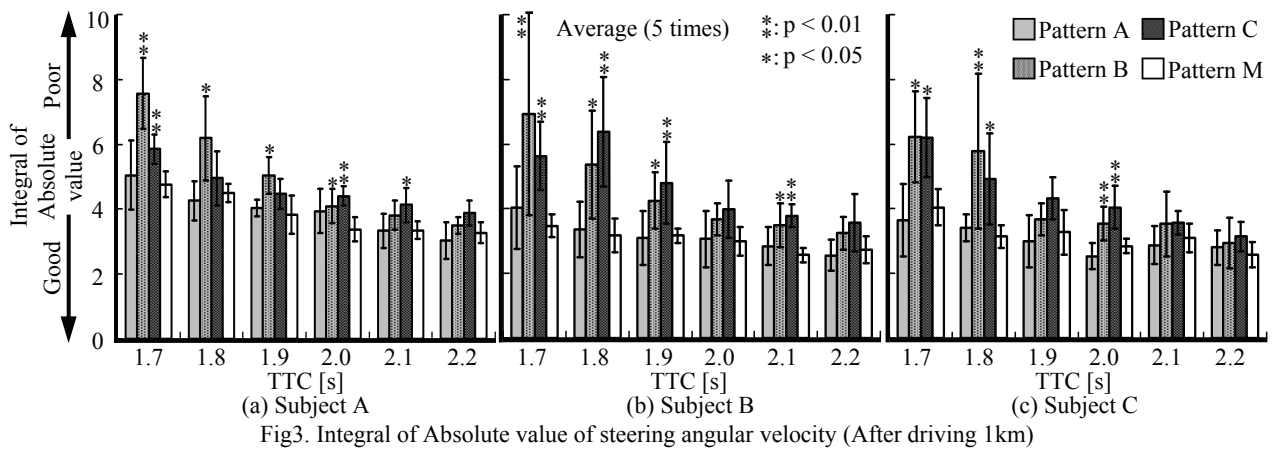 Integral of
Absolute
value
Poor
Good
10
8
6
4
2
0
**
**
*
*
*
**
*
1.7 1.8 1.9 2.0 2.1 2.2
TTC [s]
(a) Subject A
Average (5 times)
**: p < 0.01
*: p < 0.05
**
**
*
**
*
**
**
**
1.7 1.8 1.9 2.0 2.1 2.2
TTC [s]
(b) Subject B
Pattern A Pattern C
Pattern B Pattern M
*
*
**
*
**
**
1.7 1.8 1.9 2.0 2.1 2.2
TTC [s]
(c) Subject C
Fig3. Integral of Absolute value of steering angular velocity (After driving 1km)